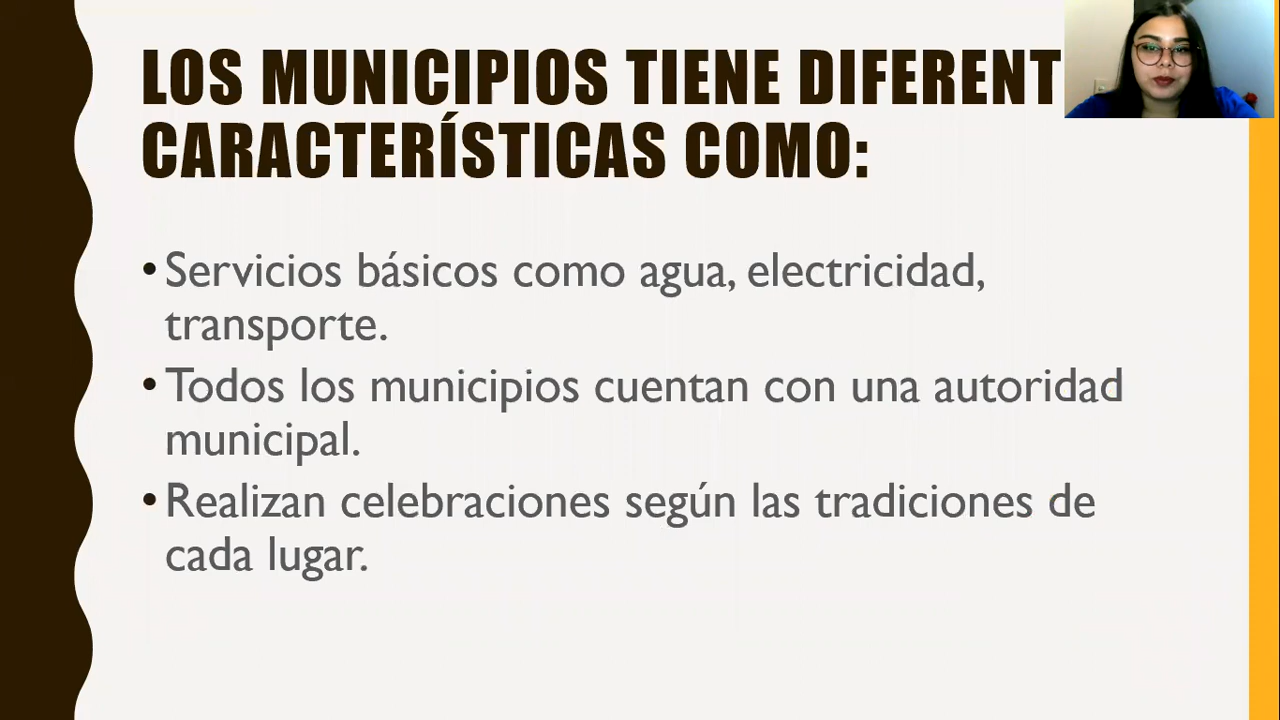 LOS MUNICIPIOS TIENE DIFERENT
CARACTERÍSTICAS COMO:
• Servicios básicos como agua, electricidad,
transporte.
• Todos los municipios cuentan con una autoridad
municipal.
• Realizan celebraciones según las tradiciones de
cada lugar.